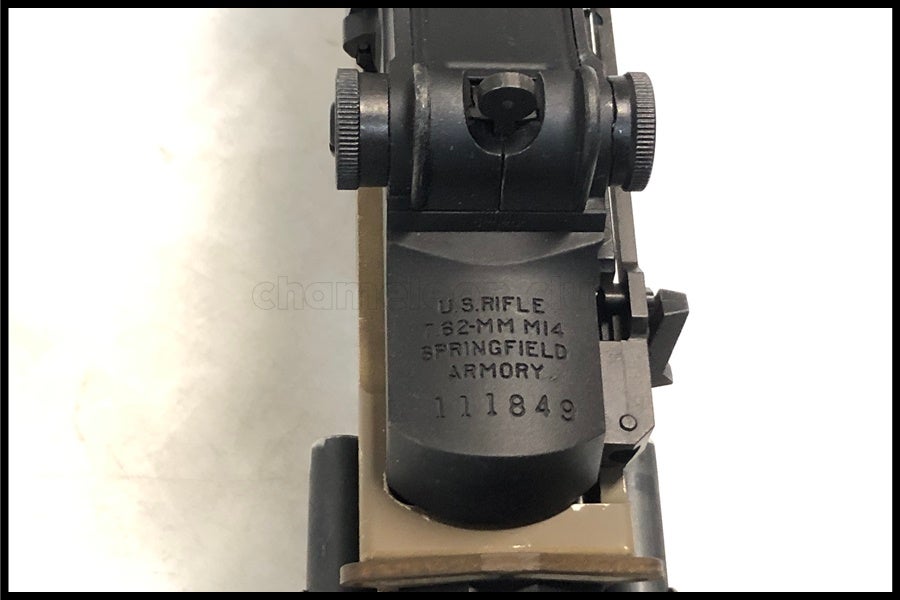 U.S.RIFLE
7.62-MM M14
SPRINGFIELD
ARMORY
111849